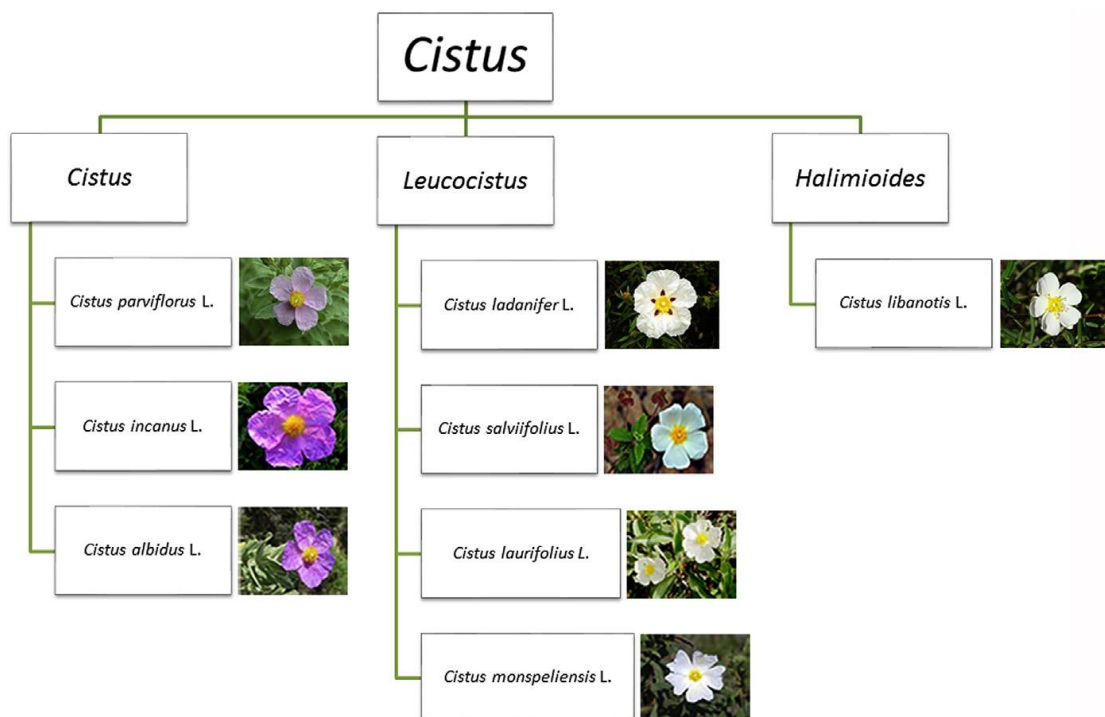 Cistus
Cistus
Leucocistus
Halimioides
Cistus parviflorus L.
Cistus incanus L.
Cistus albidus L.
Cistus ladanifer L.
Cistus salviifolius L.
Cistus laurifolius L.
Cistus monspeliensis L.
Cistus libanotis L.